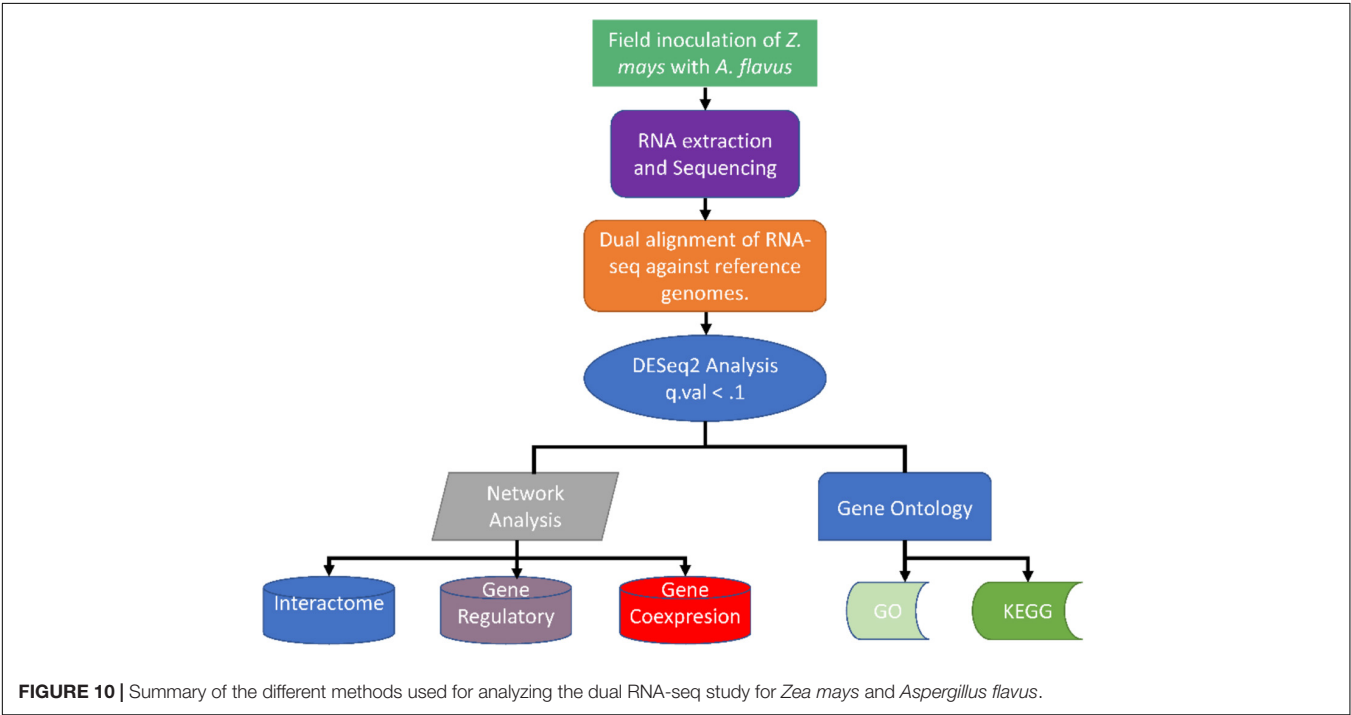 Field inoculation of Z.
mays with A. flavus
RNA extraction
and Sequencing
Dual alignment of RNA-
seq against reference
genomes.
DESeq2 Analysis
q.val < .1
Network
Analysis
Gene Ontology
Interactome
Gene
Regulatory
Gene
Coexpresion
GO
KEGG
FIGURE 10 | Summary of the different methods used for analyzing the dual RNA-seq study for Zea mays and Aspergillus flavus.